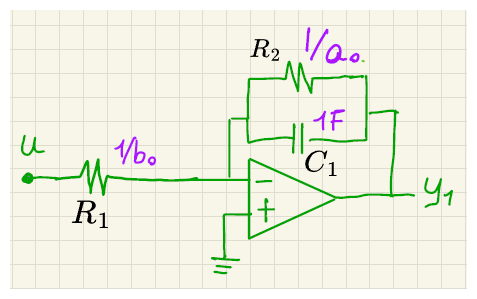 R₂ 1/a₀
1F
C₁
u 1/b₀
R₁
−
+
y₁